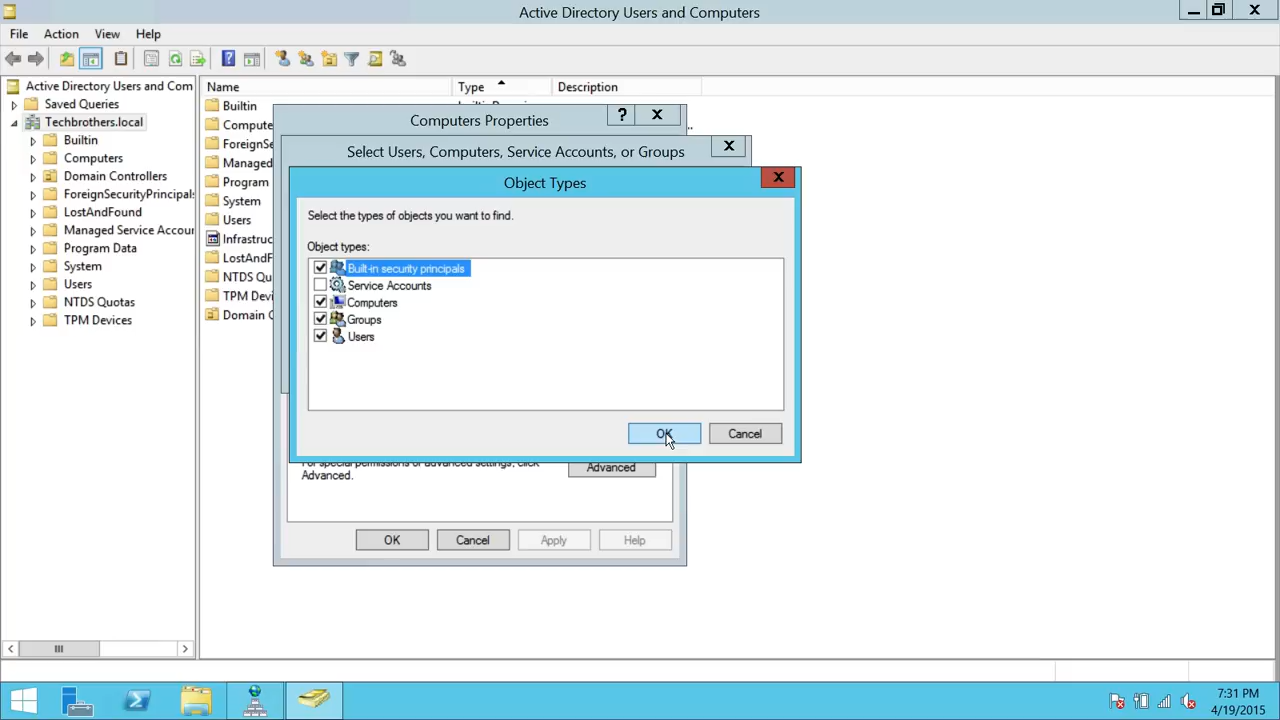 Active Directory Users and Computers
File Action View Help
Active Directory Users and Com
Saved Queries
Techbrothers.local
Builtin
Computers
Domain Controllers
ForeignSecurityPrincipals
LostAndFound
Managed Service Accour
Program Data
System
Users
NTDS Quotas
TPM Devices
Name Type Description
Builtin
Compute
ForeignSe
Managed
Program
System
Users
Infrastruc
LostAndF
NTDS Qu
TPM Devi
Domain C
Computers Properties
Select Users, Computers, Service Accounts, or Groups
Object Types
Select the types of objects you want to find.
Object types:
Built-in security principals
Service Accounts
Computers
Groups
Users
OK Cancel
For special permissions or advanced settings, click
Advanced.
Advanced
OK Cancel Apply Help
7:31 PM
4/19/2015